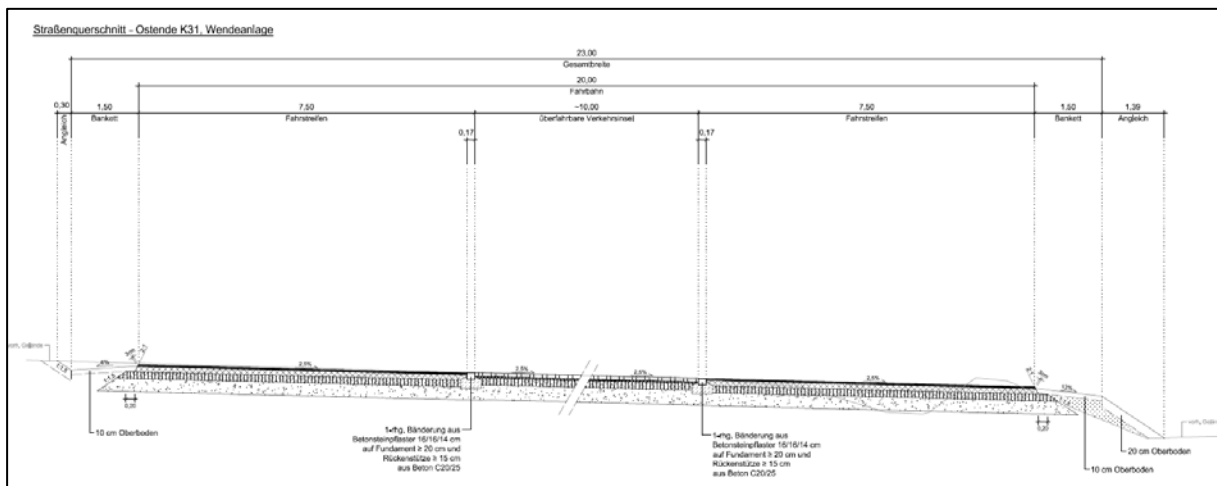 Straßenquerschnitt - Ostende K31, Wendeanlage
23,00
Gesamtbreite
20,00
Fahrbahn
0,30
1,50
7,50
~10,00
7,50
1,50
1,39
Angleich
Bankett
Fahrstreifen
überfahrbare Verkehrsinsel
Fahrstreifen
Bankett
Angleich
0,17
0,17
2,5%
2,5%
2,5%
2,5%
12%
0,20
0,20
10 cm Oberboden
1-rhg. Bänderung aus
Betonsteinpflaster 16/16/14 cm
auf Fundament ≥ 20 cm und
Rückenstütze ≥ 15 cm
aus Beton C20/25
1-rhg. Bänderung aus
Betonsteinpflaster 16/16/14 cm
auf Fundament ≥ 20 cm und
Rückenstütze ≥ 15 cm
aus Beton C20/25
20 cm Oberboden
10 cm Oberboden